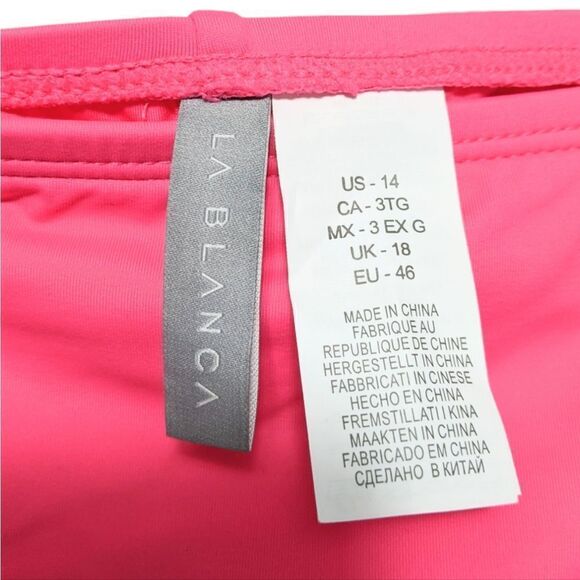 LA BLANCA
US - 14
CA - 3TG
MX - 3 EX G
UK - 18
EU - 46
MADE IN CHINA
FABRIQUE AU
REPUBLIQUE DE CHINE
HERGESTELLT IN CHINA
FABBRICATI IN CINESE
HECHO EN CHINA
FREMSTILLAT I KINA
MAAKTEN IN CHINA
FABRICADO EM CHINA
СДЕЛАНО В КИТАЙ